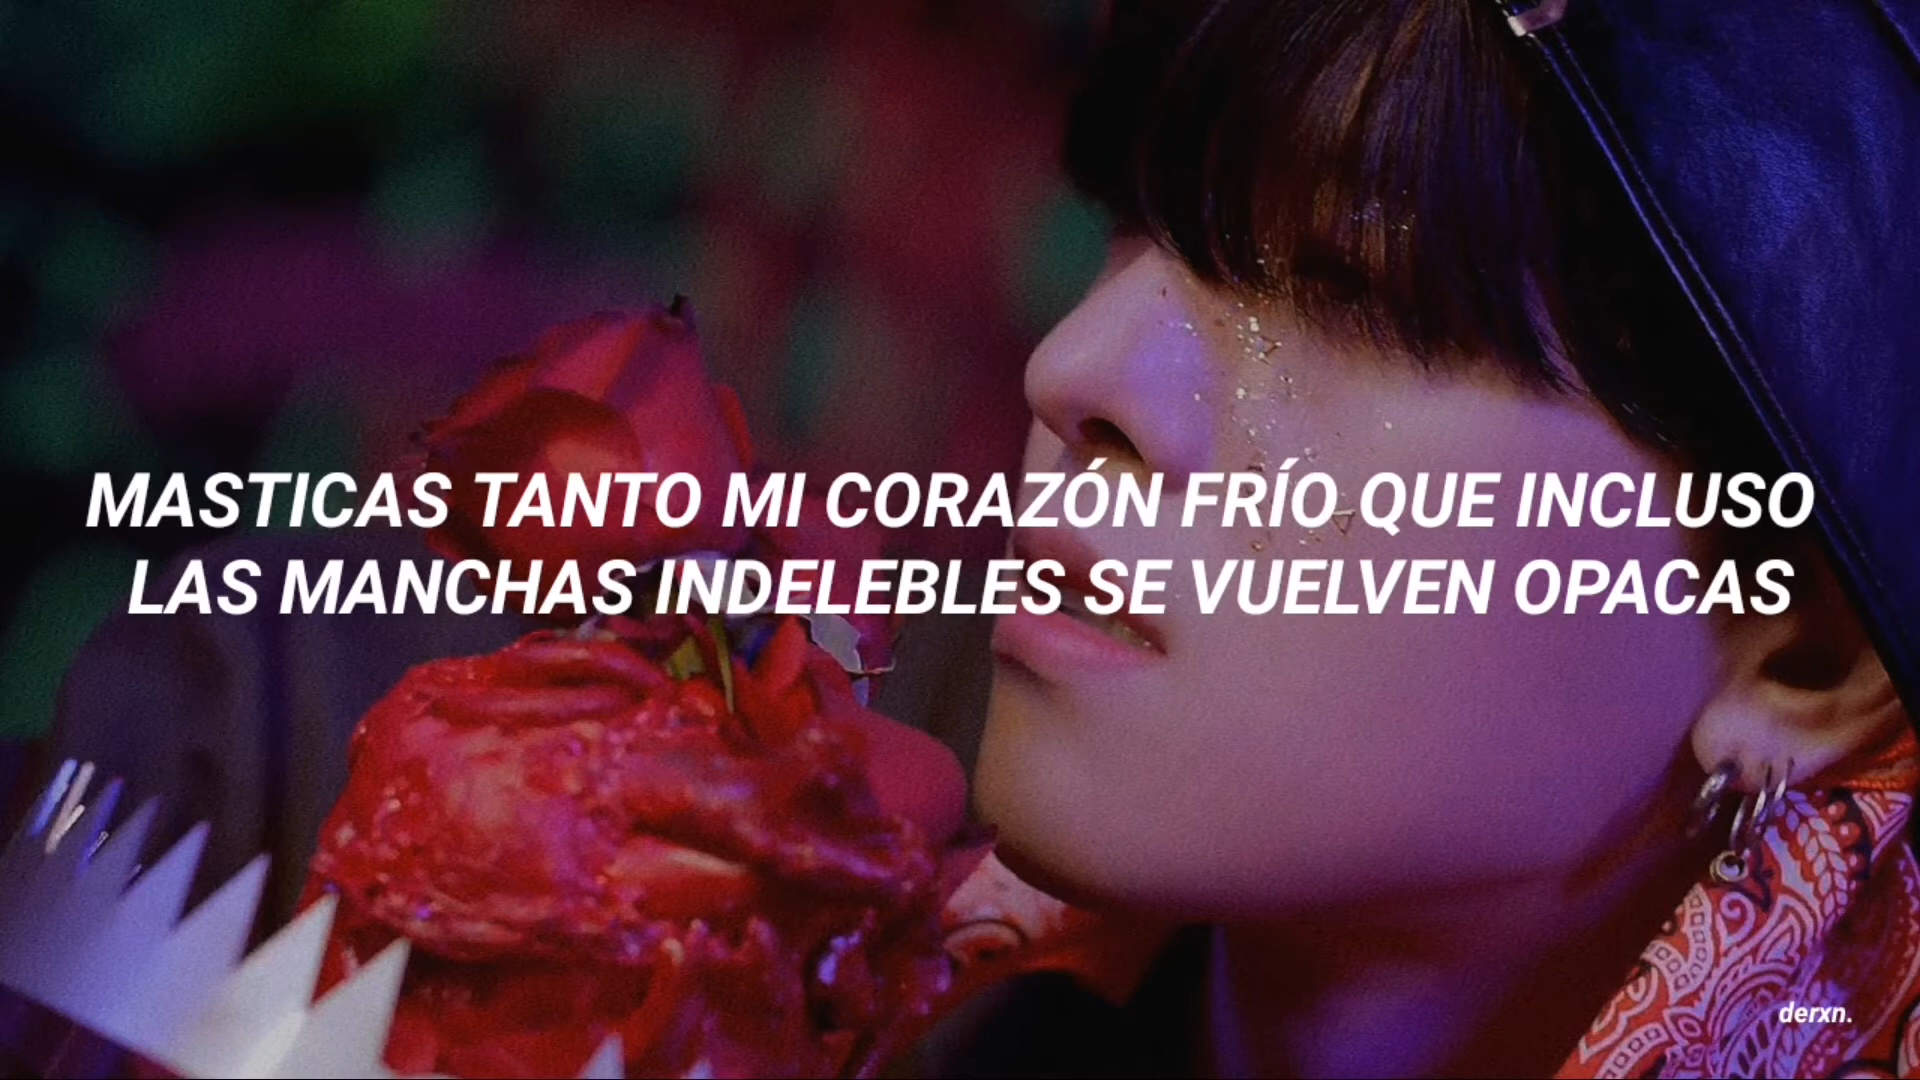 MASTICAS TANTO MI CORAZÓN FRÍO QUE INCLUSO
LAS MANCHAS INDELEBLES SE VUELVEN OPACAS
derxn.